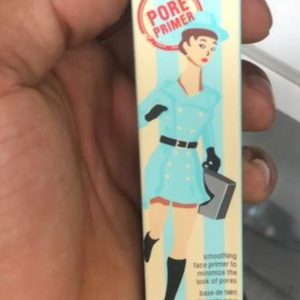 PORE
PRIMER
smoothing
face primer to
minimize the
look of pores
base de teint